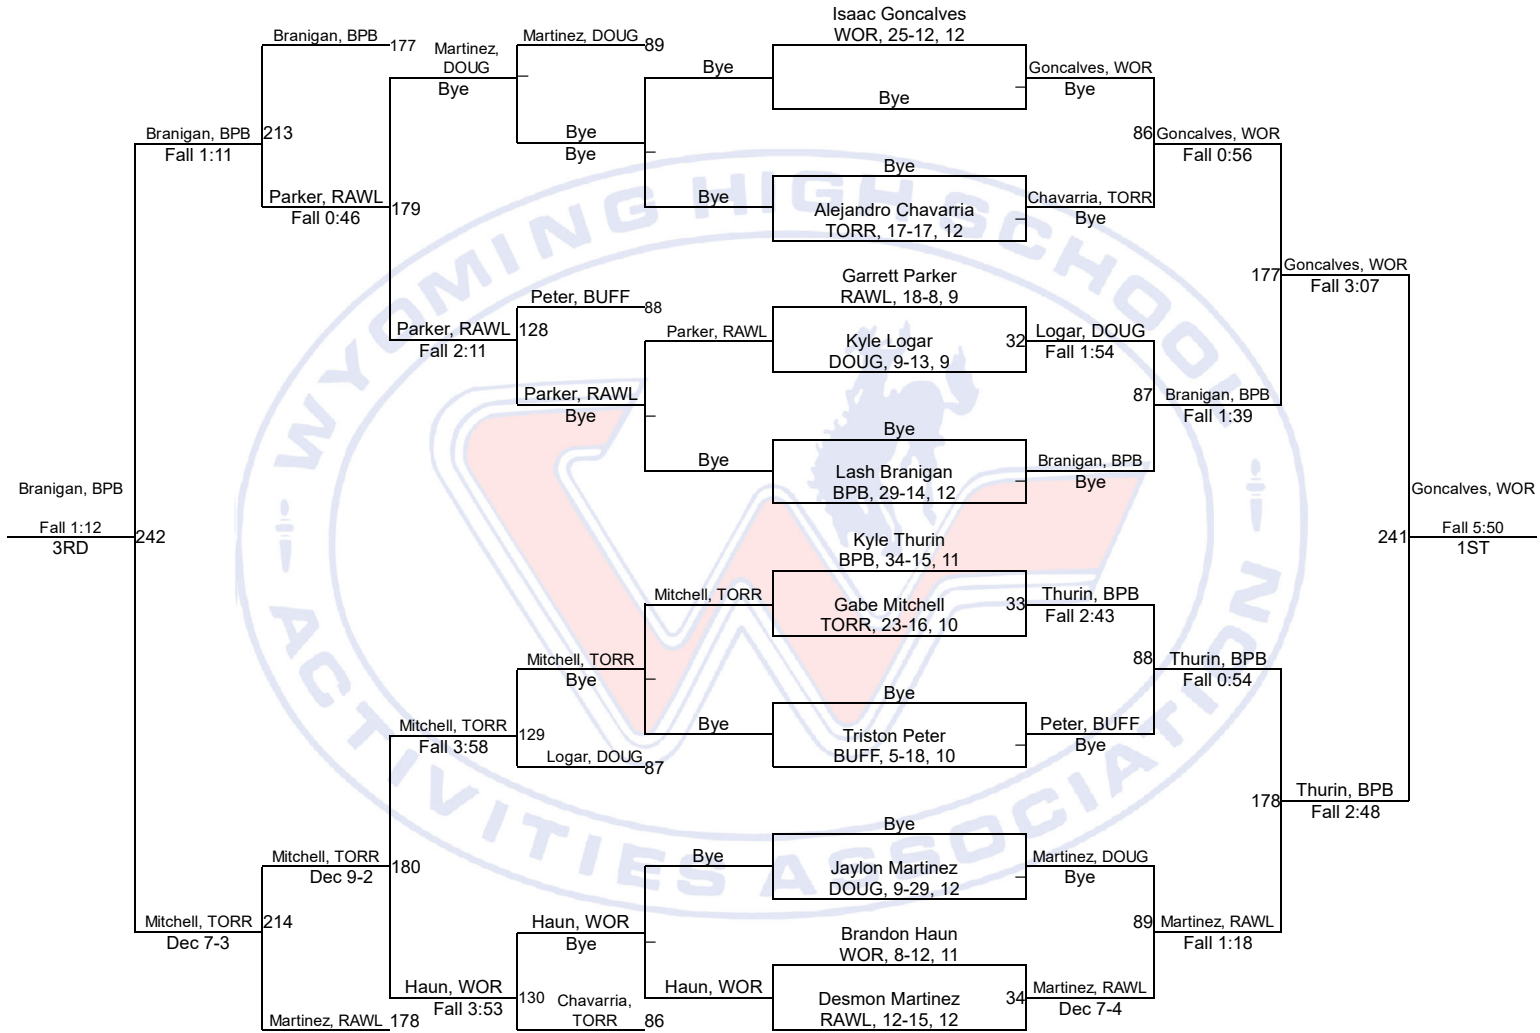 Isaac Goncalves
WOR, 25-12, 12
Branigan, BPB
177
Martinez,
DOUG
Bye
Martinez, DOUG
89
Bye
Bye
Goncalves, WOR
Bye
Branigan, BPB
213
Fall 1:11
Bye
Bye
86
Goncalves, WOR
Fall 0:56
Parker, RAWL
179
Fall 0:46
Bye
Bye
Alejandro Chavarria
TORR, 17-17, 12
Chavarria, TORR
Bye
177
Goncalves, WOR
Fall 3:07
Garrett Parker
RAWL, 18-8, 9
Peter, BUFF
88
Parker, RAWL
128
Fall 2:11
Parker, RAWL
Kyle Logar
DOUG, 9-13, 9
32
Logar, DOUG
Fall 1:54
Parker, RAWL
Bye
87
Branigan, BPB
Fall 1:39
Bye
Bye
Lash Branigan
BPB, 29-14, 12
Branigan, BPB
Bye
Branigan, BPB
Fall 1:12
242
3RD
Goncalves, WOR
241
Fall 5:50
1ST
Kyle Thurin
BPB, 34-15, 11
Mitchell, TORR
Gabe Mitchell
TORR, 23-16, 10
33
Thurin, BPB
Fall 2:43
Mitchell, TORR
Bye
88
Thurin, BPB
Fall 0:54
Bye
Bye
Triston Peter
BUFF, 5-18, 10
Peter, BUFF
Bye
Mitchell, TORR
129
Fall 3:58
Logar, DOUG
87
178
Thurin, BPB
Fall 2:48
Bye
Mitchell, TORR
180
Dec 9-2
Bye
Jaylon Martinez
DOUG, 9-29, 12
Martinez, DOUG
Bye
Mitchell, TORR
214
Dec 7-3
Haun, WOR
Bye
89
Martinez, RAWL
Fall 1:18
Brandon Haun
WOR, 8-12, 11
Haun, WOR
130
Fall 3:53
Haun, WOR
Desmon Martinez
RAWL, 12-15, 12
34
Martinez, RAWL
Dec 7-4
Martinez, RAWL
178
Chavarria,
TORR
86
WYOMING HIGH SCHOOL
ACTIVITIES ASSOCIATION